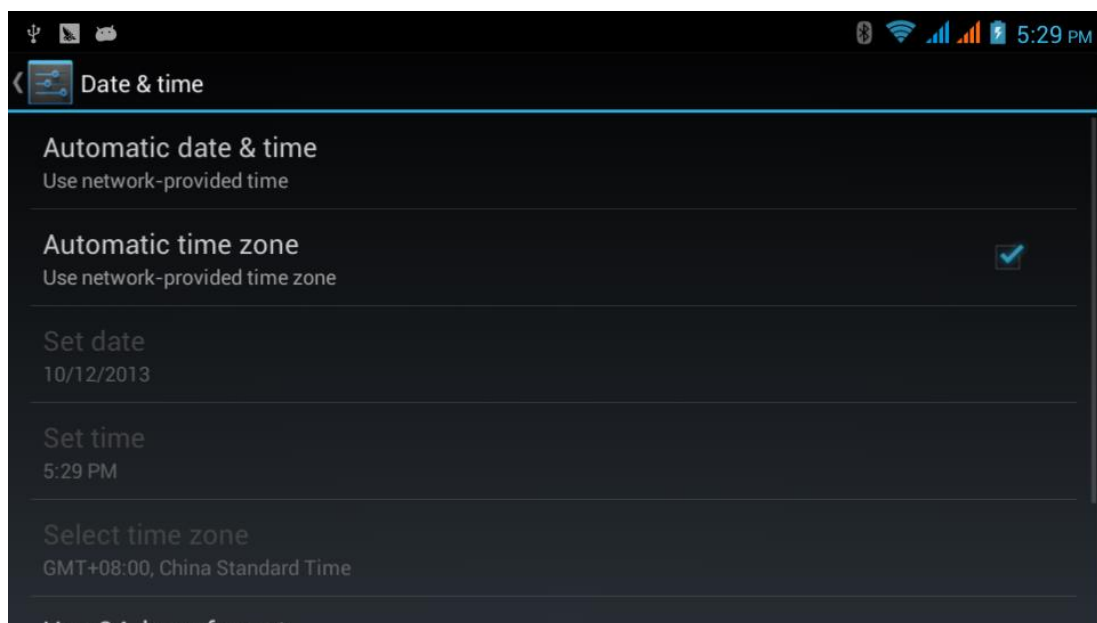 5:29 PM
Date & time
Automatic date & time
Use network-provided time
Automatic time zone
Use network-provided time zone
Set date
10/12/2013
Set time
5:29 PM
Select time zone
GMT+08:00, China Standard Time